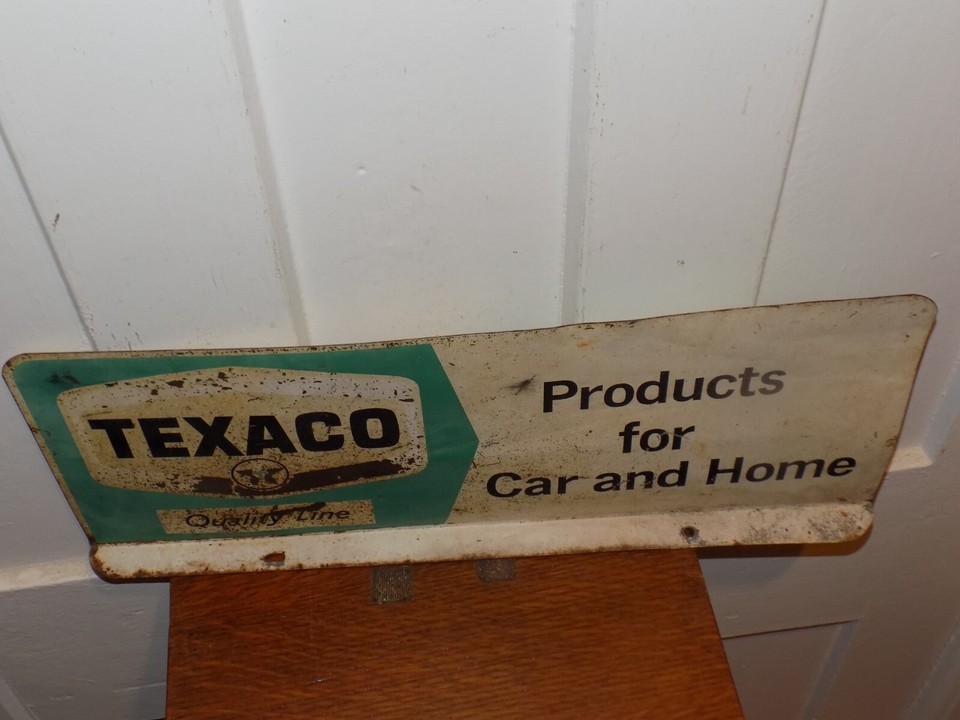 TEXACO
Quality Line
Products
for
Car and Home